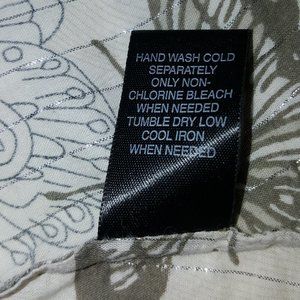 HAND WASH COLD
SEPARATELY
ONLY NON-
CHLORINE BLEACH
WHEN NEEDED
TUMBLE DRY LOW
COOL IRON
WHEN NEEDED